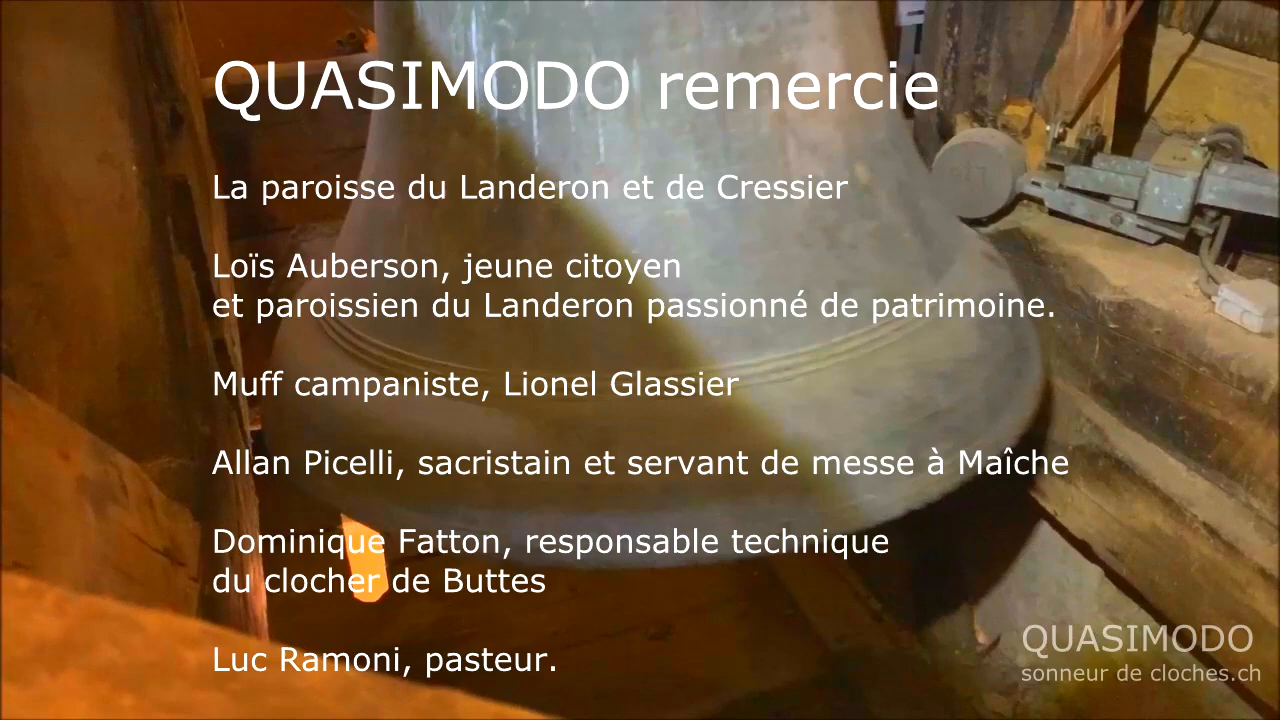 QUASIMODO remercie
La paroisse du Landeron et de Cressier
Loïs Auberson, jeune citoyen
et paroissien du Landeron passionné de patrimoine.
Muff campaniste, Lionel Glassier
Allan Picelli, sacristain et servant de messe à Maîche
Dominique Fatton, responsable technique
du clocher de Buttes
Luc Ramoni, pasteur.
QUASIMODO
sonneur de cloches.ch